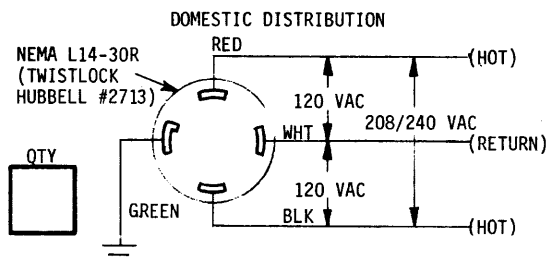 DOMESTIC DISTRIBUTION
NEMA L14-30R
(TWISTLOCK
HUBBELL #2713)
RED
(HOT)
120 VAC
WHT
208/240 VAC
(RETURN)
QTY
120 VAC
GREEN
BLK
(HOT)